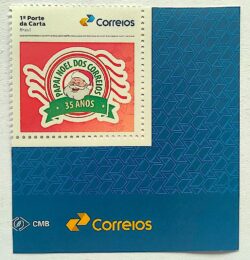 1º Porte
da Carta
Brasil
Correios
PAPAI NOEL DOS CORREIOS
35 ANOS
CMB
Correios